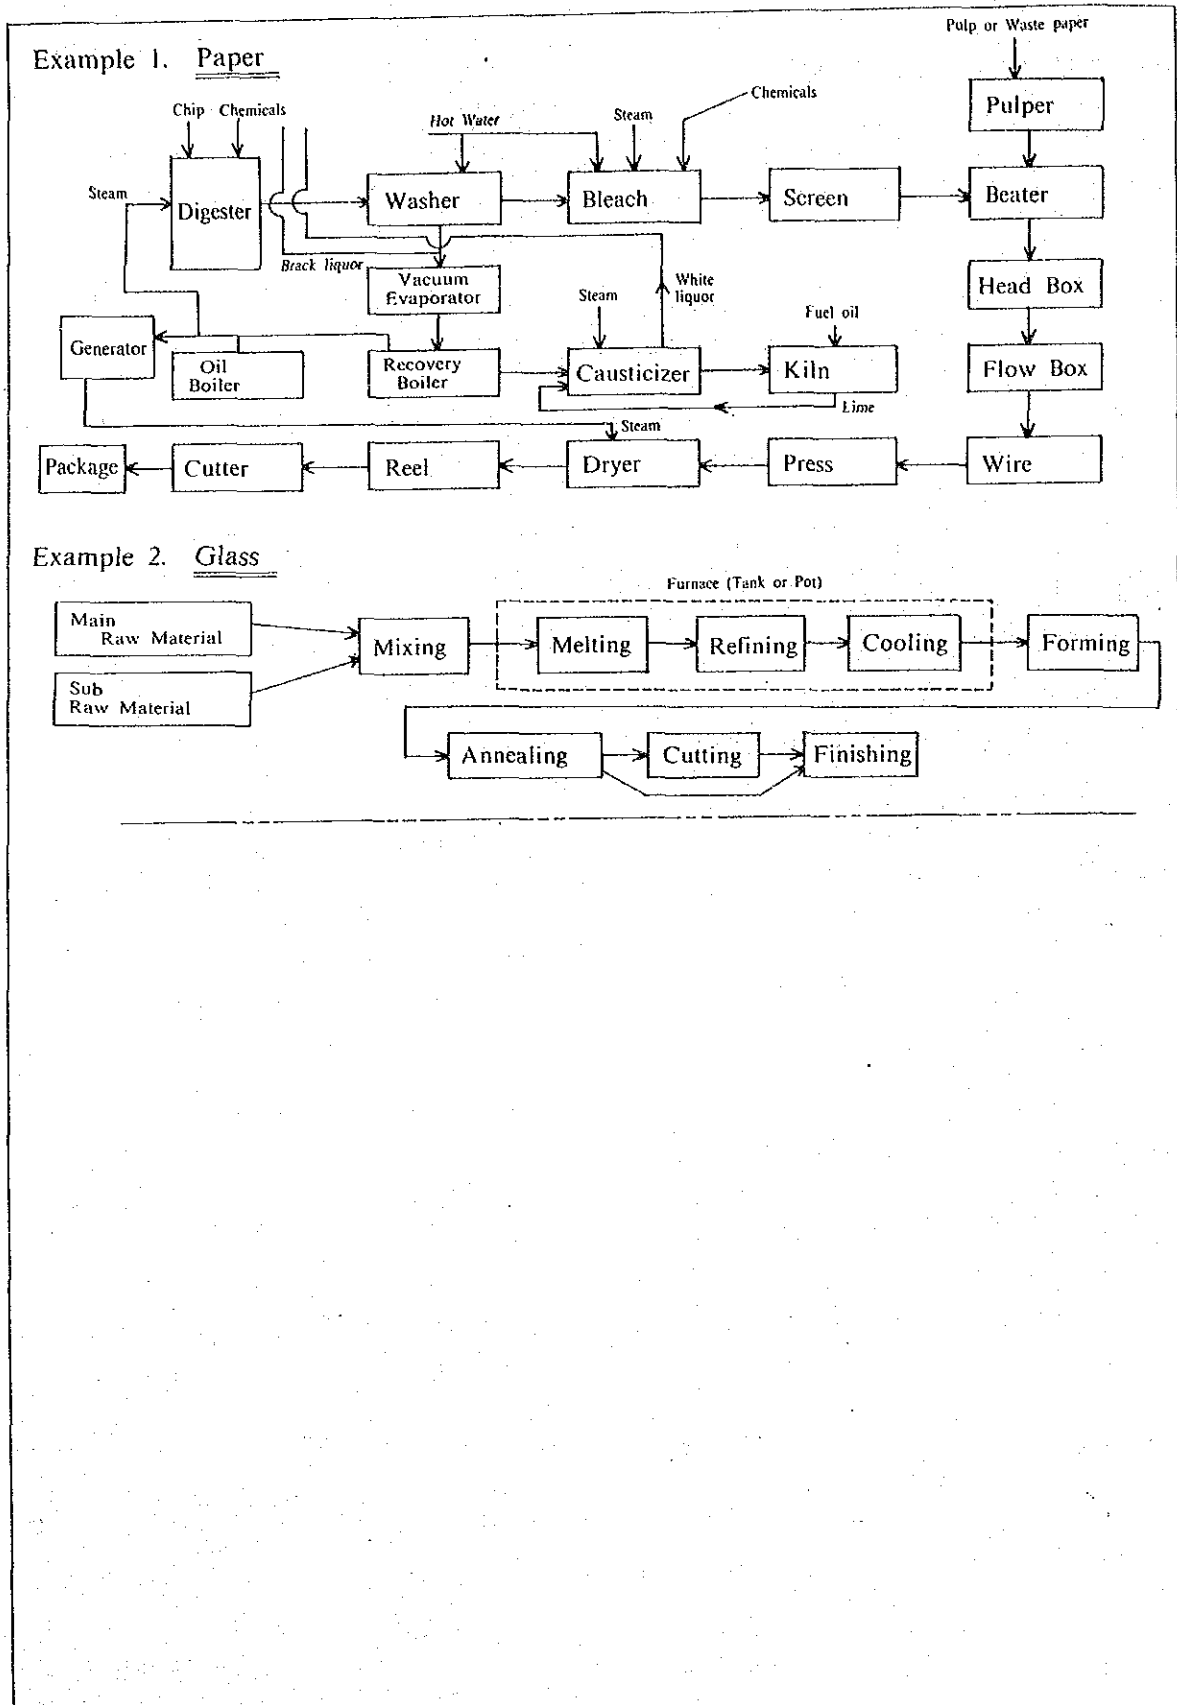 Pulp or Waste paper
Example 1. Paper
Chip Chemicals
Hot Water
Steam
Chemicals
Pulper
Steam
Digester
Washer
Bleach
Screen
Beater
Brack liquor
Vacuum
Evaporator
White
liquor
Steam
Fuel oil
Head Box
Generator
Oil
Boiler
Recovery
Boiler
Causticizer
Kiln
Flow Box
Lime
Steam
Package
Cutter
Reel
Dryer
Press
Wire
Example 2. Glass
Furnace (Tank or Pot)
Main
Raw Material
Mixing
Melting
Refining
Cooling
Forming
Sub
Raw Material
Annealing
Cutting
Finishing